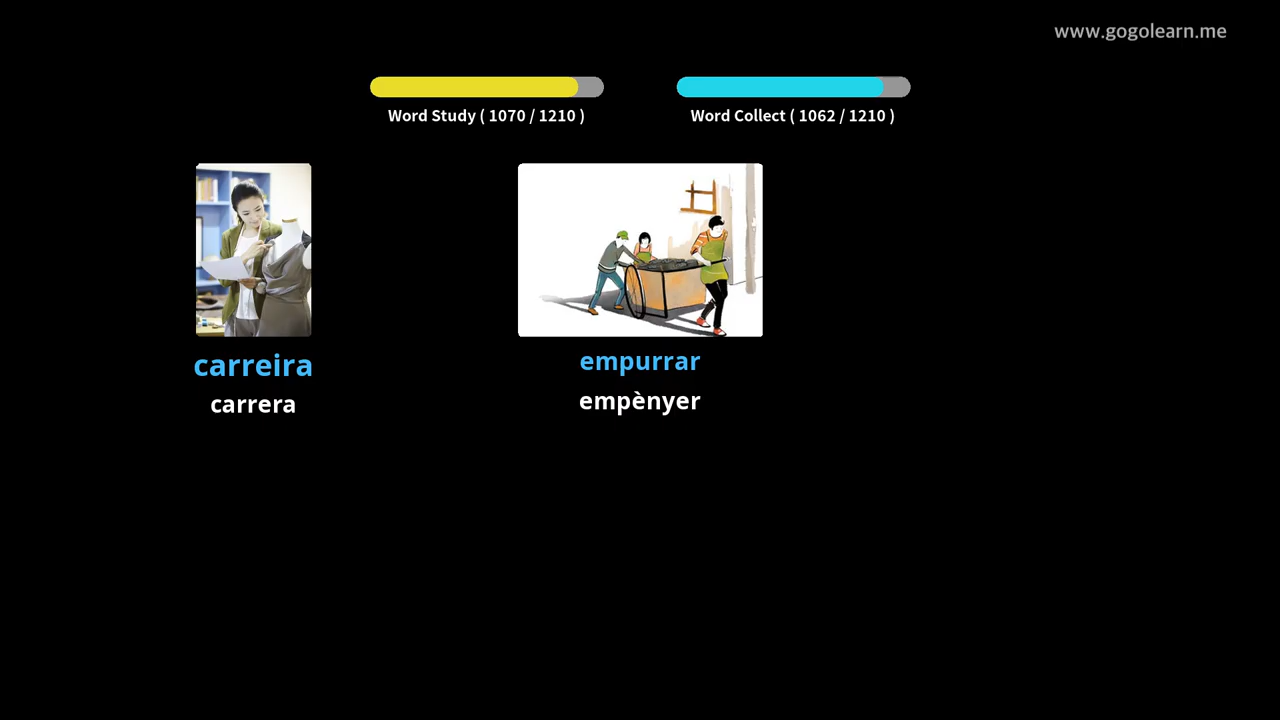 www.gogolearn.me
Word Study ( 1070 / 1210 )
Word Collect ( 1062 / 1210 )
carreira
carrera
empurrar
empènyer